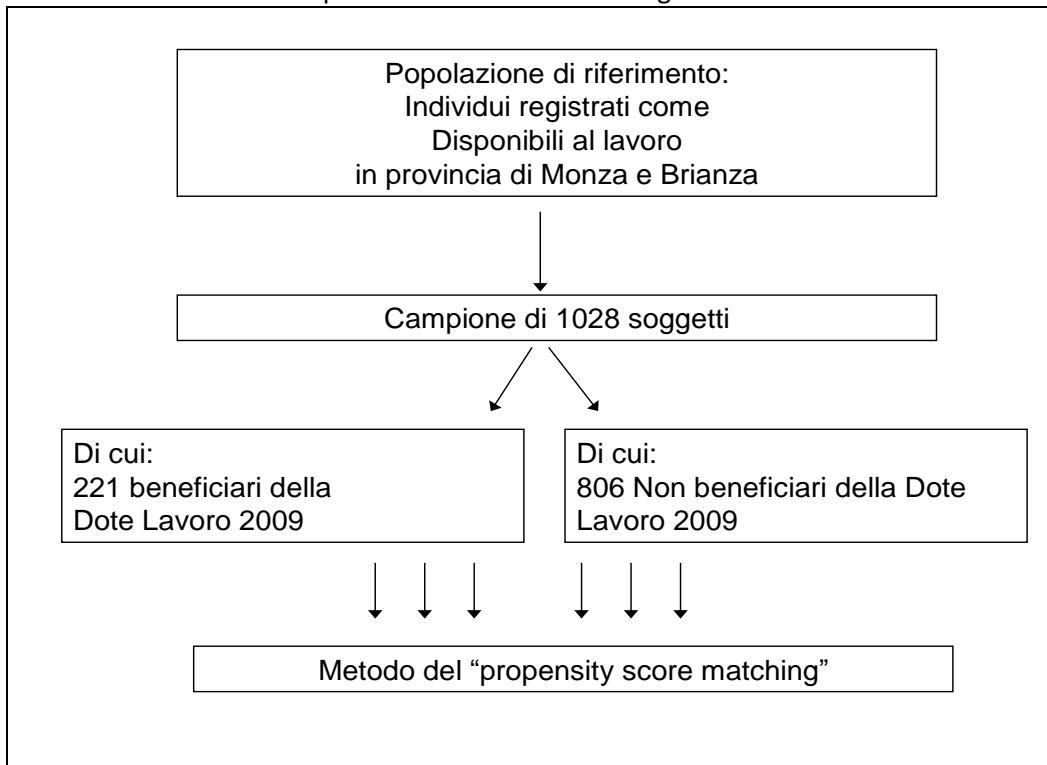 Popolazione di riferimento:
Individui registrati come
Disponibili al lavoro
in provincia di Monza e Brianza
Campione di 1028 soggetti
Di cui:
221 beneficiari della
Dote Lavoro 2009
Di cui:
806 Non beneficiari della Dote
Lavoro 2009
Metodo del “propensity score matching”